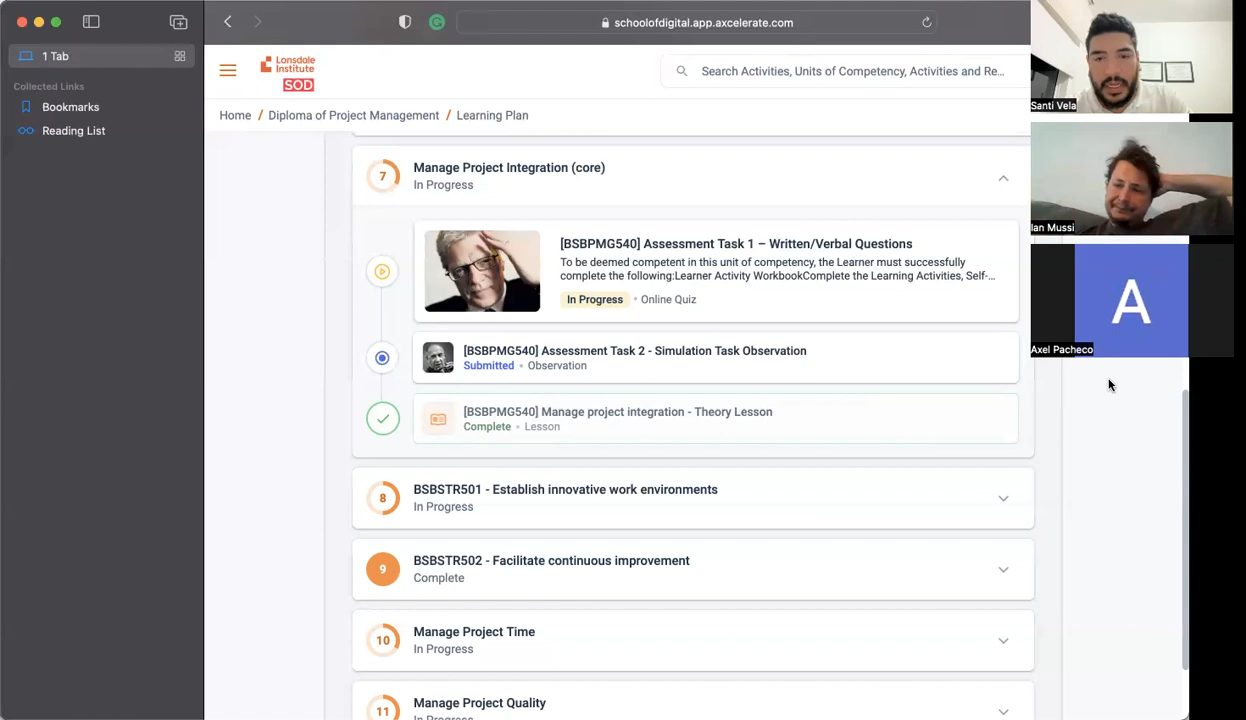 1 Tab
Collected Links
Bookmarks
Reading List
schoolofdigital.app.axcelerate.com
Lonsdale
Institute
SOD
Search Activities, Units of Competency, Activities and Re...
Home / Diploma of Project Management / Learning Plan
7
Manage Project Integration (core)
In Progress
[BSBPMG540] Assessment Task 1 – Written/Verbal Questions
To be deemed competent in this unit of competency, the Learner must successfully
complete the following:Learner Activity WorkbookComplete the Learning Activities, Self-...
In Progress • Online Quiz
[BSBPMG540] Assessment Task 2 - Simulation Task Observation
Submitted • Observation
[BSBPMG540] Manage project integration - Theory Lesson
Complete • Lesson
8
BSBSTR501 - Establish innovative work environments
In Progress
9
BSBSTR502 - Facilitate continuous improvement
Complete
10
Manage Project Time
In Progress
11
Manage Project Quality
In Progress
Santi Vela
Ian Mussi
A
Axel Pacheco